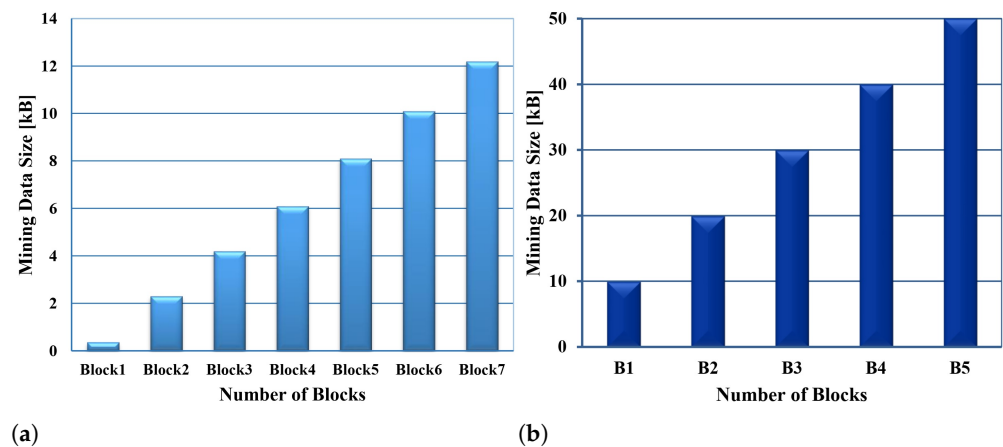 Mining Data Size [kB]
14
12
10
8
6
4
2
0
Block1 Block2 Block3 Block4 Block5 Block6 Block7
Number of Blocks
(a)
Mining Data Size [kB]
50
40
30
20
10
0
B1 B2 B3 B4 B5
Number of Blocks
(b)